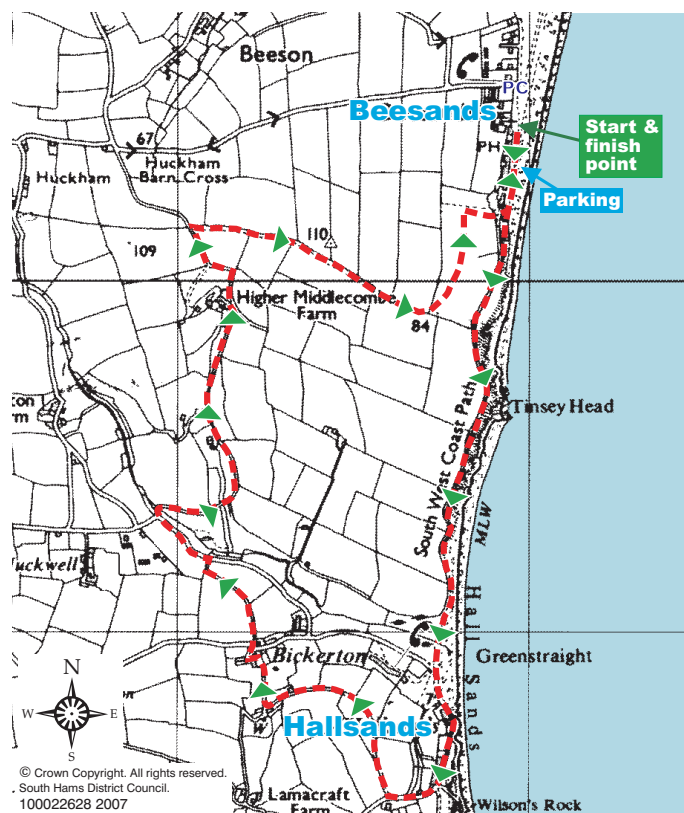 Beeson
PC
Beesands
Start &
finish
point
67
PH
Huckham
Barn Cross
Huckham
Parking
110
109
Higher Middlecombe
Farm
84
Tinsey Head
South West Coast Path
MLW
Hall Sands
Greenstraight
Bickerton
N
W
E
S
W
Hallsands
© Crown Copyright. All rights reserved.
South Hams District Council.
100022628 2007
Lamacraft
Farm
Wilson's Rock